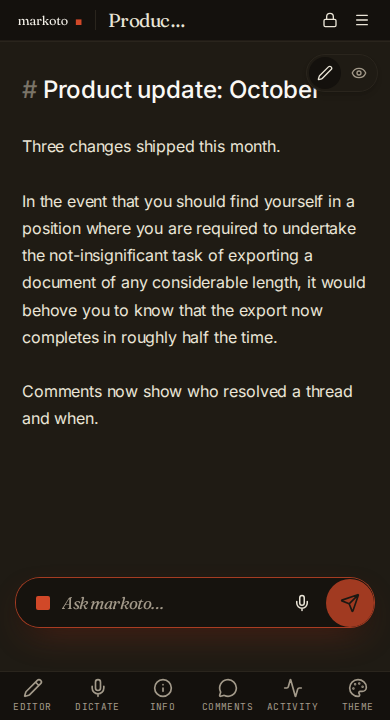 markoto
Produc...
# Product update: October
Three changes shipped this month.
In the event that you should find yourself in a
position where you are required to undertake
the not-insignificant task of exporting a
document of any considerable length, it would
behove you to know that the export now
completes in roughly half the time.
Comments now show who resolved a thread
and when.
Ask markoto...
EDITOR DICTATE INFO COMMENTS ACTIVITY THEME